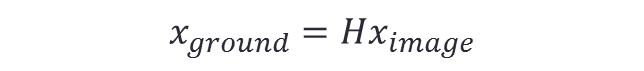 x_ground = Hx_image